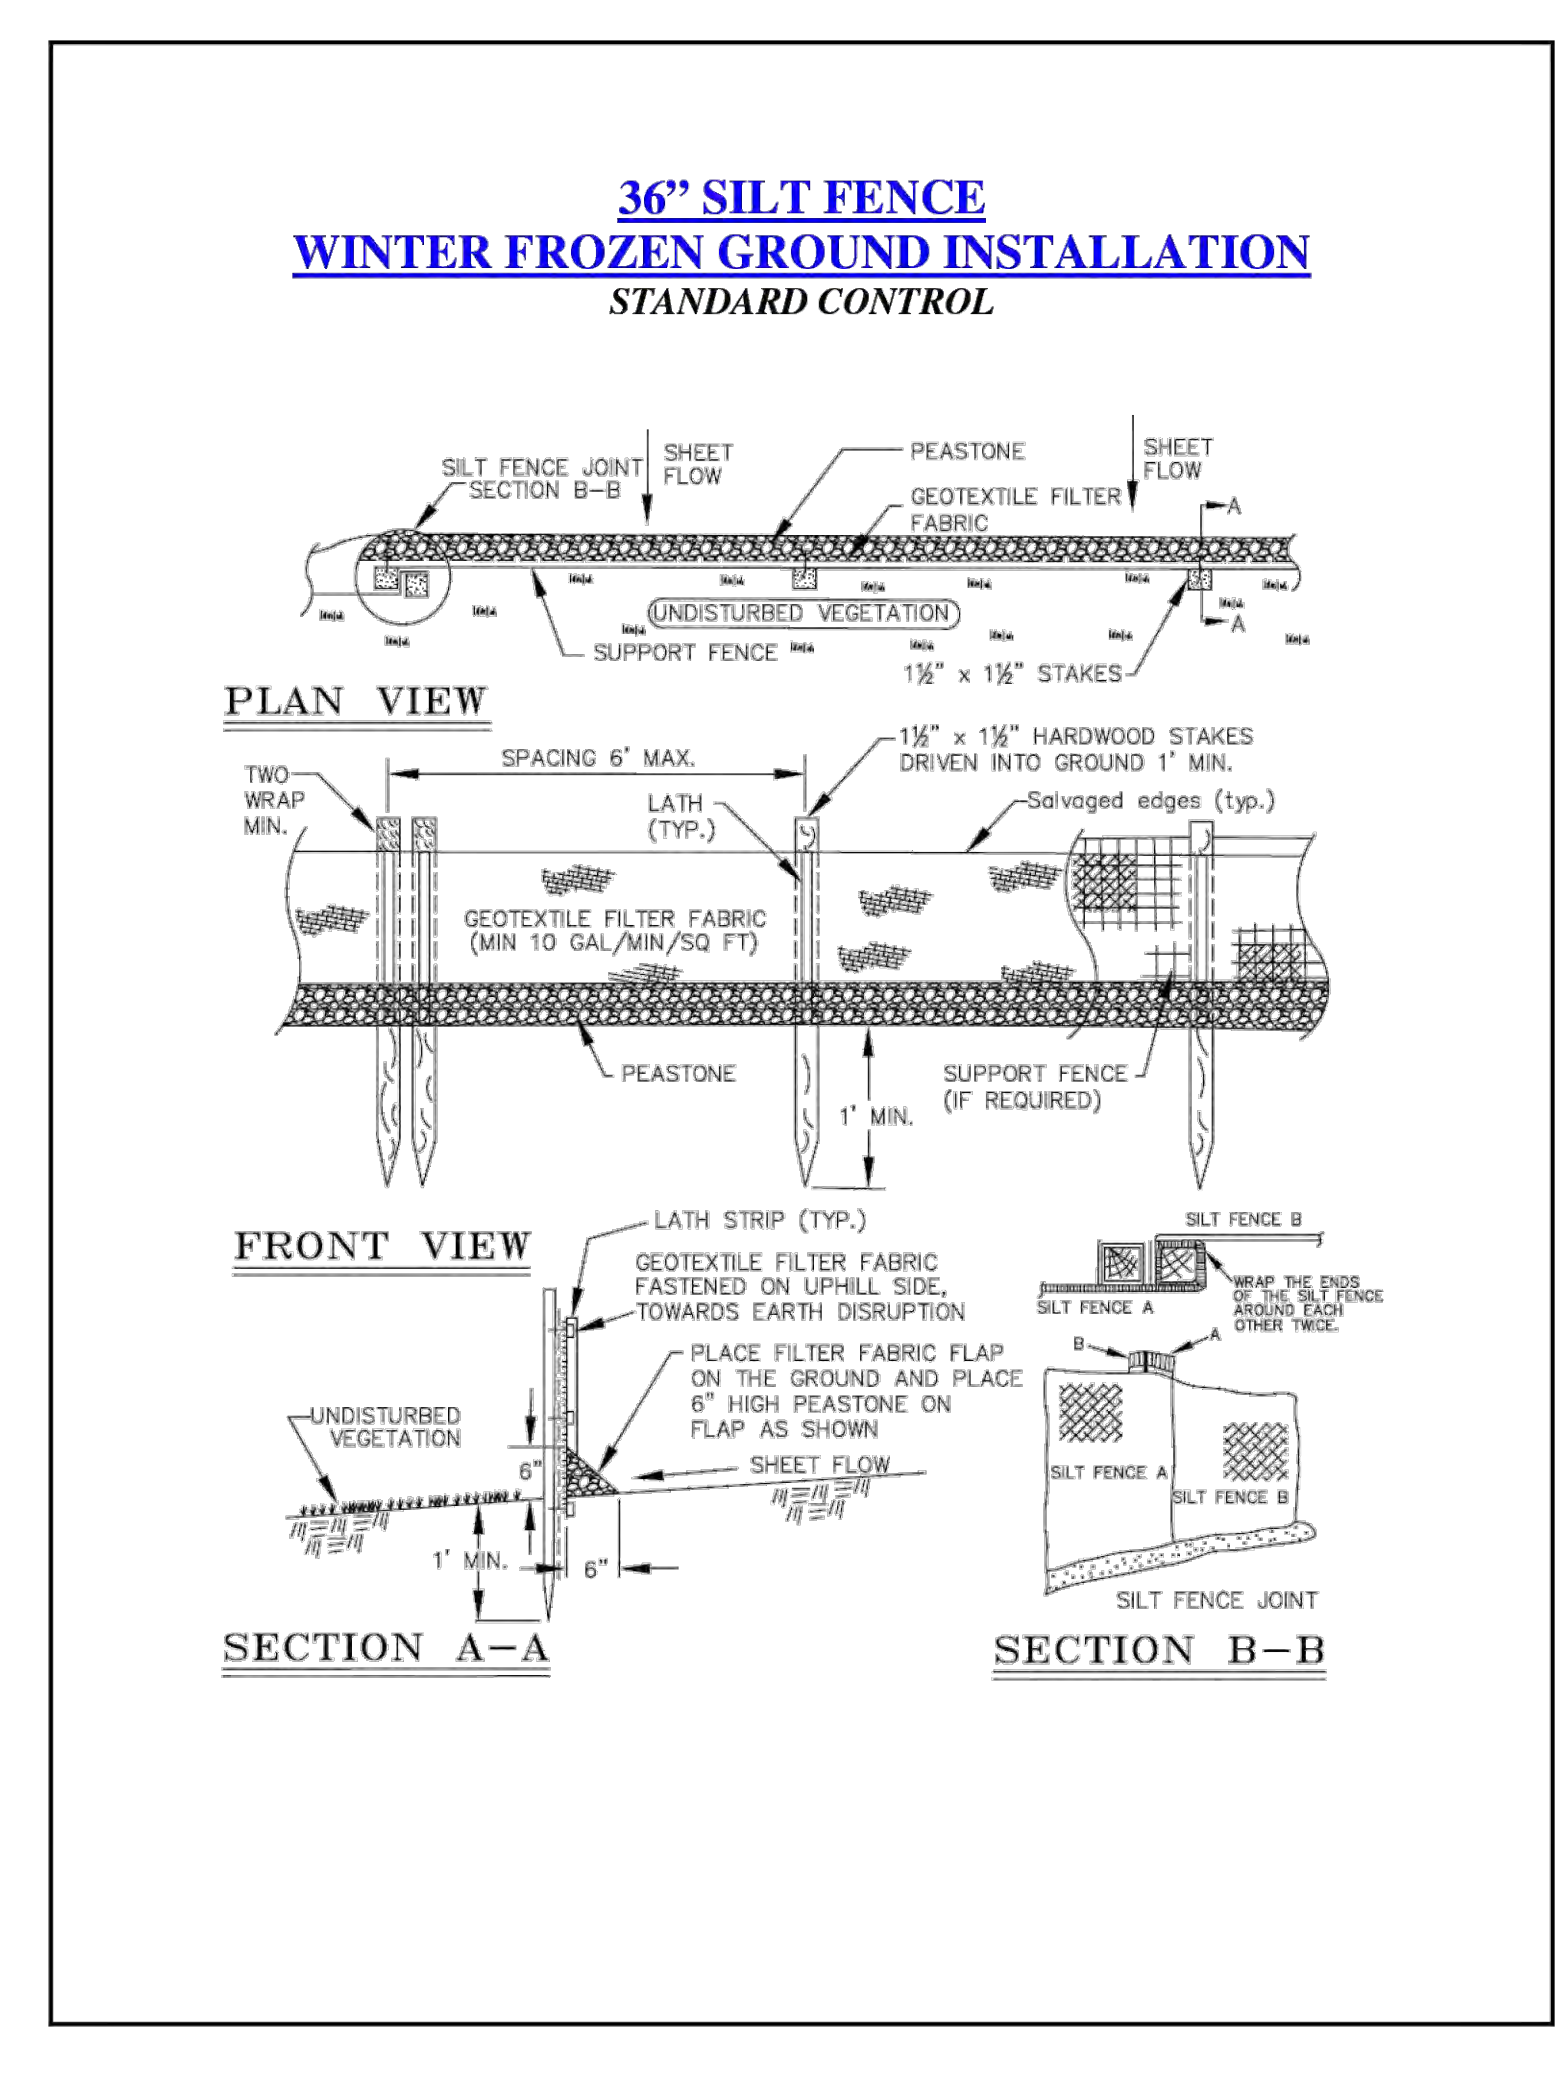 36” SILT FENCE
WINTER FROZEN GROUND INSTALLATION
STANDARD CONTROL
SILT FENCE JOINT
SECTION B-B
SHEET
FLOW
PEASTONE
GEOTEXTILE FILTER
FABRIC
SHEET
FLOW
A
UNDISTURBED VEGETATION
A
SUPPORT FENCE
1½" x 1½" STAKES
PLAN VIEW
SPACING 6' MAX.
1½" x 1½" HARDWOOD STAKES
DRIVEN INTO GROUND 1' MIN.
TWO
WRAP
MIN.
LATH
(TYP.)
Salvaged edges (typ.)
GEOTEXTILE FILTER FABRIC
(MIN 10 GAL/MIN/SQ FT)
PEASTONE
1' MIN.
SUPPORT FENCE
(IF REQUIRED)
FRONT VIEW
LATH STRIP (TYP.)
GEOTEXTILE FILTER FABRIC
FASTENED ON UPHILL SIDE,
TOWARDS EARTH DISRUPTION
PLACE FILTER FABRIC FLAP
ON THE GROUND AND PLACE
6" HIGH PEASTONE ON
FLAP AS SHOWN
UNDISTURBED
VEGETATION
6"
SHEET FLOW
1' MIN.
6"
SECTION A-A
SILT FENCE B
SILT FENCE A
WRAP THE ENDS
OF THE SILT FENCE
AROUND EACH
OTHER TWICE.
B
A
SILT FENCE A
SILT FENCE B
SILT FENCE JOINT
SECTION B-B